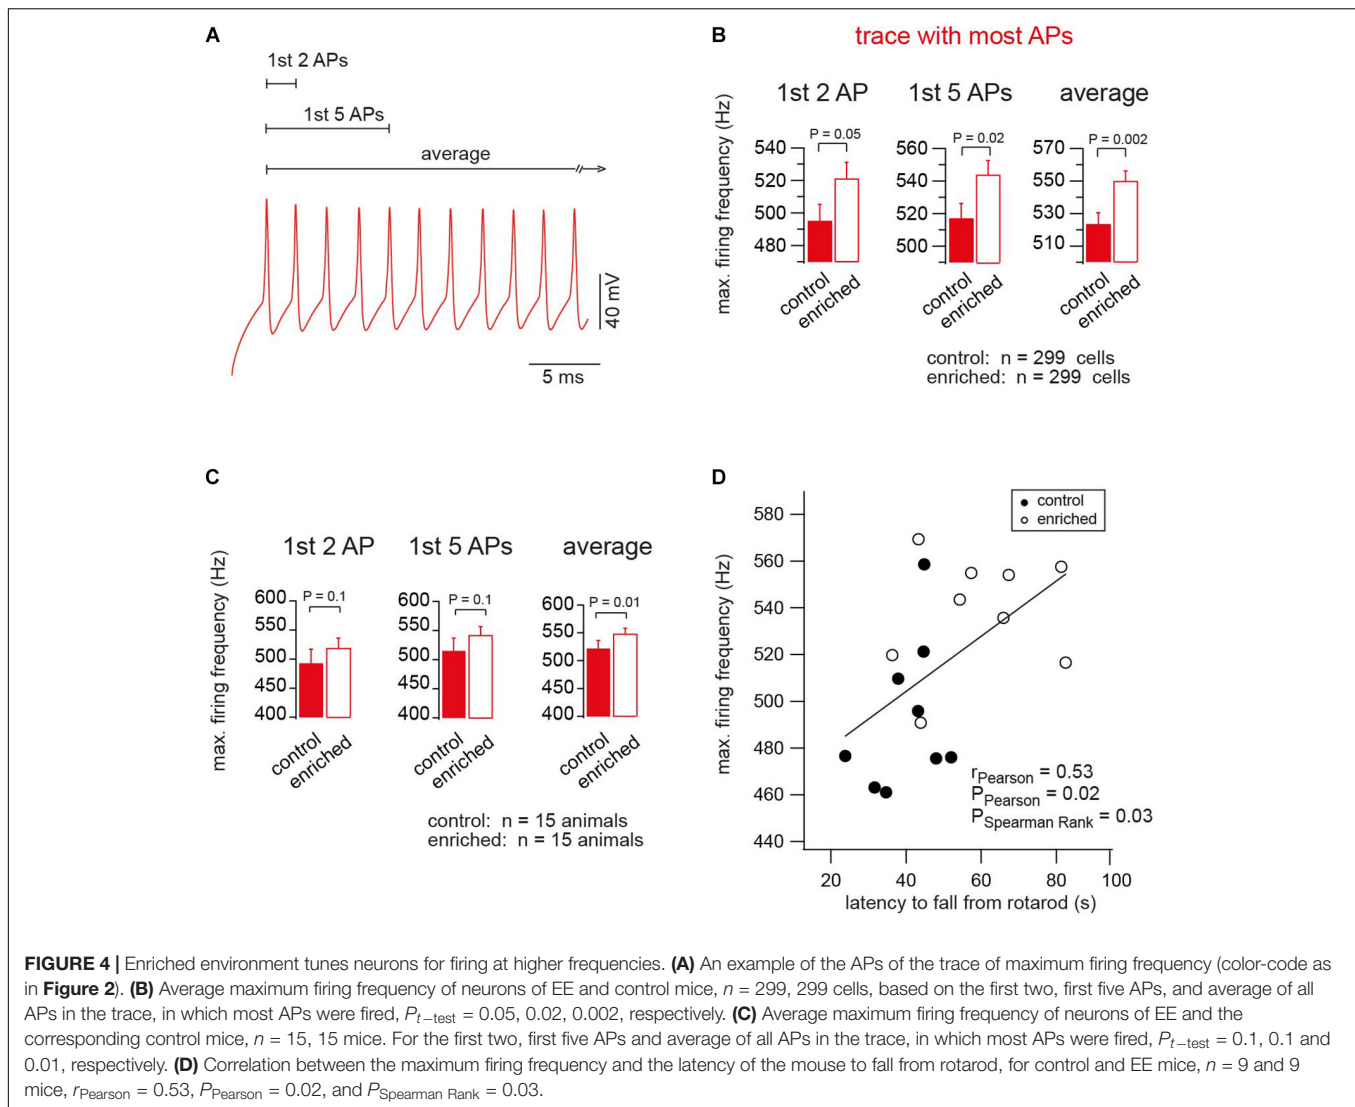 A
1st 2 APs
1st 5 APs
average
40 mV
5 ms
B
trace with most APs
max. firing frequency (Hz)
1st 2 AP
P = 0.05
540
520
500
480
control
enriched
1st 5 APs
P = 0.02
560
540
520
500
control
enriched
average
P = 0.002
570
550
530
510
control
enriched
control: n = 299 cells
enriched: n = 299 cells
C
max. firing frequency (Hz)
1st 2 AP
P = 0.1
600
550
500
450
400
control
enriched
1st 5 APs
P = 0.1
600
550
500
450
400
control
enriched
average
P = 0.01
600
550
500
450
400
control
enriched
control: n = 15 animals
enriched: n = 15 animals
D
max. firing frequency (Hz)
580
560
540
520
500
480
460
440
control
enriched
rPearson = 0.53
PPearson = 0.02
PSpearman Rank = 0.03
20 40 60 80 100
latency to fall from rotarod (s)
FIGURE 4 | Enriched environment tunes neurons for firing at higher frequencies. (A) An example of the APs of the trace of maximum firing frequency (color-code as
in Figure 2). (B) Average maximum firing frequency of neurons of EE and control mice, n = 299, 299 cells, based on the first two, first five APs, and average of all
APs in the trace, in which most APs were fired, Pt−test = 0.05, 0.02, 0.002, respectively. (C) Average maximum firing frequency of neurons of EE and the
corresponding control mice, n = 15, 15 mice. For the first two, first five APs and average of all APs in the trace, in which most APs were fired, Pt−test = 0.1, 0.1 and
0.01, respectively. (D) Correlation between the maximum firing frequency and the latency of the mouse to fall from rotarod, for control and EE mice, n = 9 and 9
mice, rPearson = 0.53, PPearson = 0.02, and PSpearman Rank = 0.03.